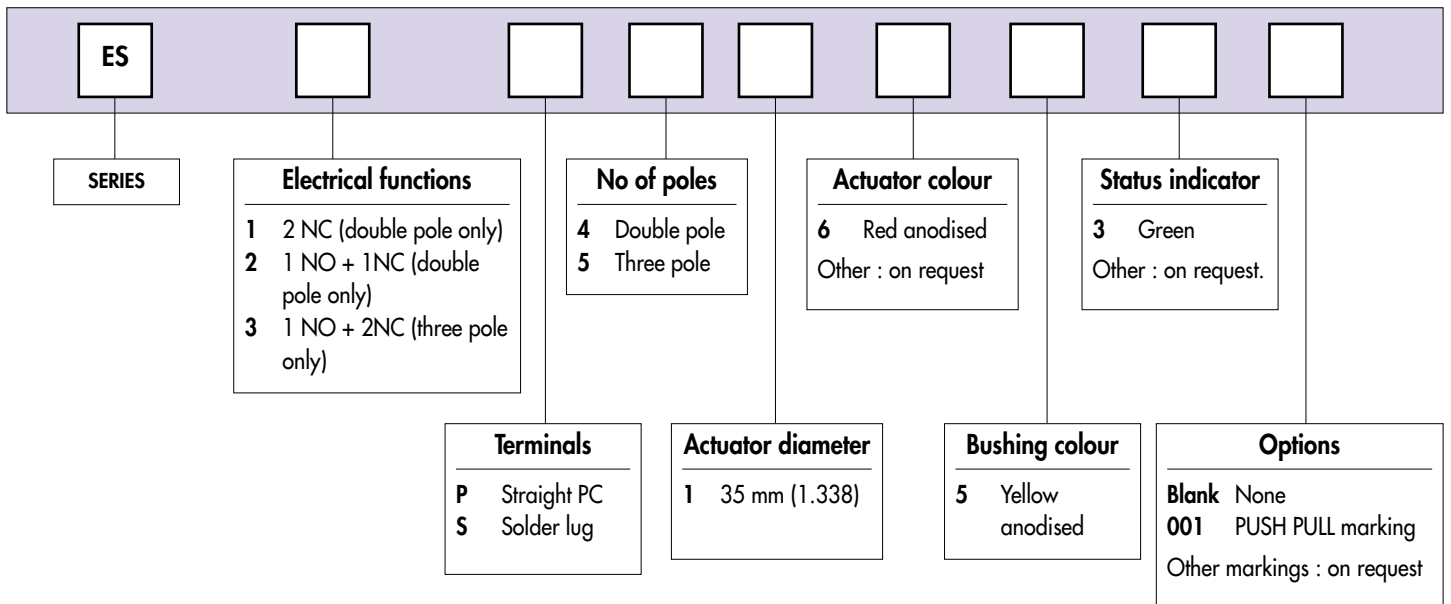 ES
SERIES
Electrical functions
1 2 NC (double pole only)
2 1 NO + 1NC (double
pole only)
3 1 NO + 2NC (three pole
only)
No of poles
4 Double pole
5 Three pole
Actuator colour
6 Red anodised
Other : on request
Status indicator
3 Green
Other : on request.
Terminals
P Straight PC
S Solder lug
Actuator diameter
1 35 mm (1.338)
Bushing colour
5 Yellow
anodised
Options
Blank None
001 PUSH PULL marking
Other markings : on request